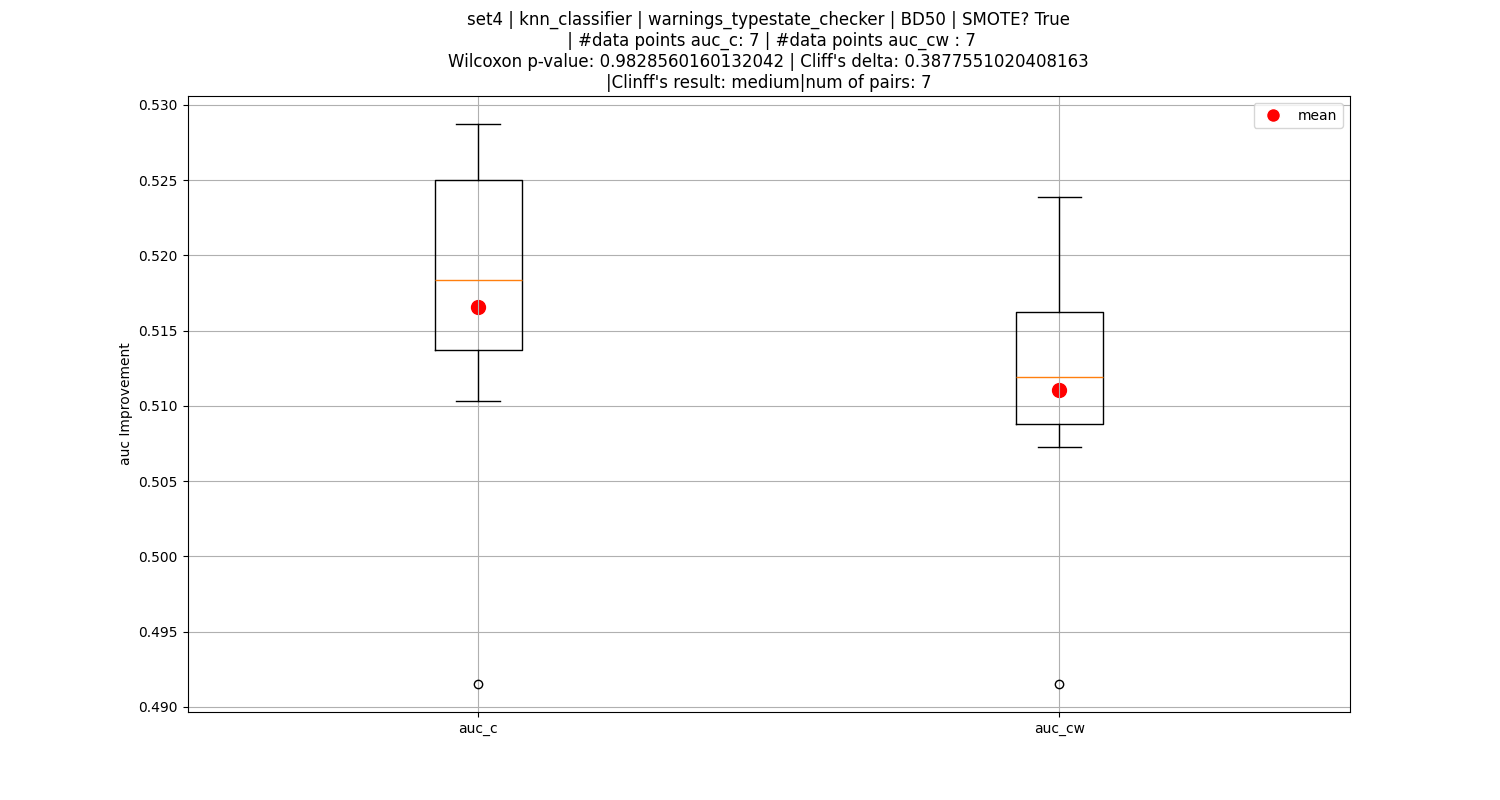 set4 | knn_classifier | warnings_typestate_checker | BD50 | SMOTE? True
| #data points auc_c: 7 | #data points auc_cw : 7
Wilcoxon p-value: 0.9828560160132042 | Cliff's delta: 0.3877551020408163
|Clinff's result: medium|num of pairs: 7
mean
auc Improvement
0.530
0.525
0.520
0.515
0.510
0.505
0.500
0.495
0.490
auc_c
auc_cw